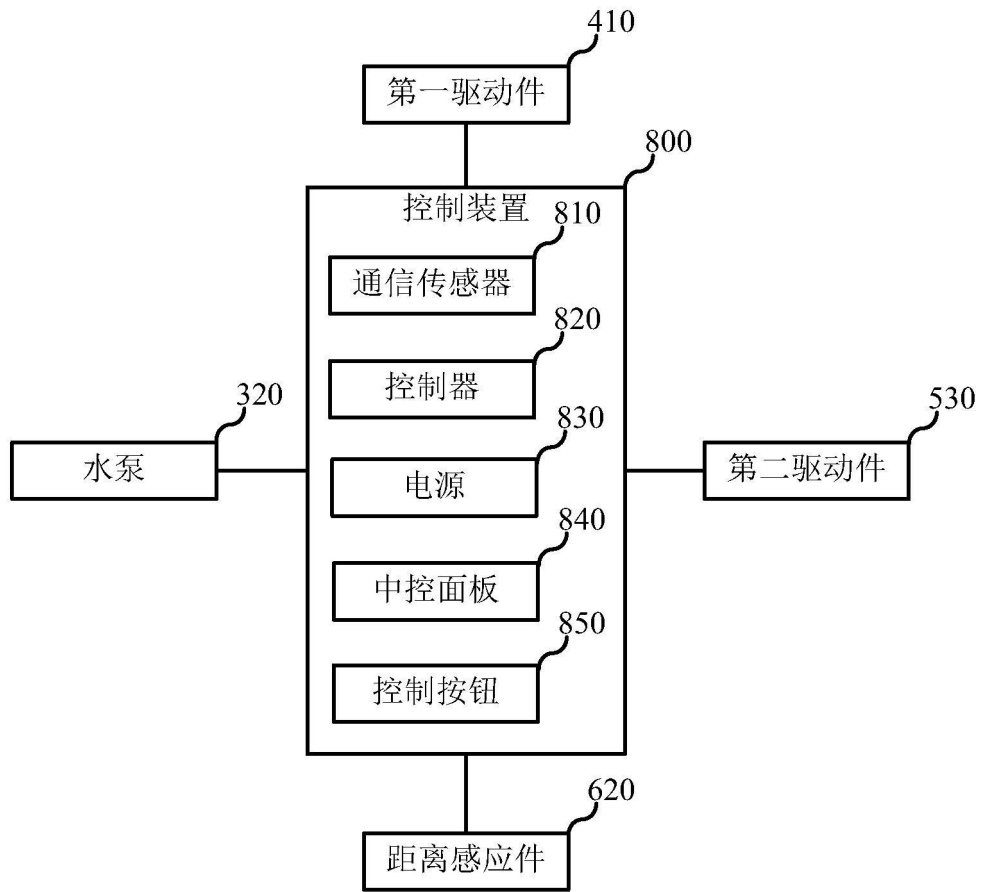 410
第一驱动件
800
控制装置
810
通信传感器
820
控制器
320
水泵
830
电源
530
第二驱动件
840
中控面板
850
控制按钮
620
距离感应件